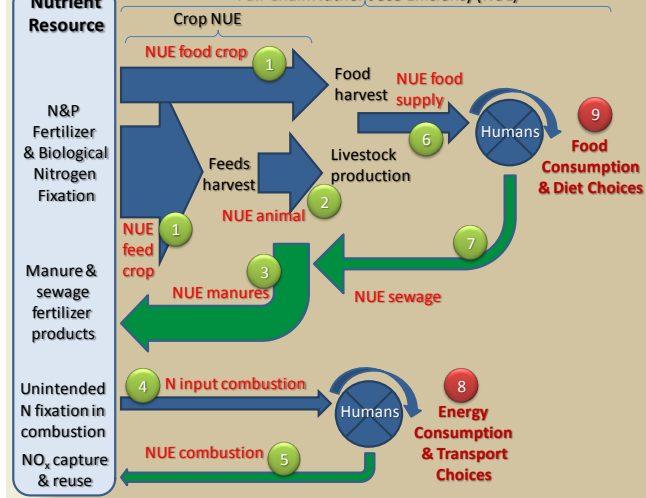 Nutrient
Resource
Crop NUE
NUE food crop
1
Food
harvest
NUE food
supply
6
Humans
9
Food
Consumption
& Diet Choices
N&P
Fertilizer
& Biological
Nitrogen
Fixation
Feeds
harvest
Livestock
production
2
NUE animal
1
NUE
feed
crop
7
3
NUE manures
NUE sewage
Manure &
sewage
fertilizer
products
4
N input combustion
Humans
8
Energy
Consumption
& Transport
Choices
Unintended
N fixation in
combustion
NUE combustion
5
NOx capture
& reuse